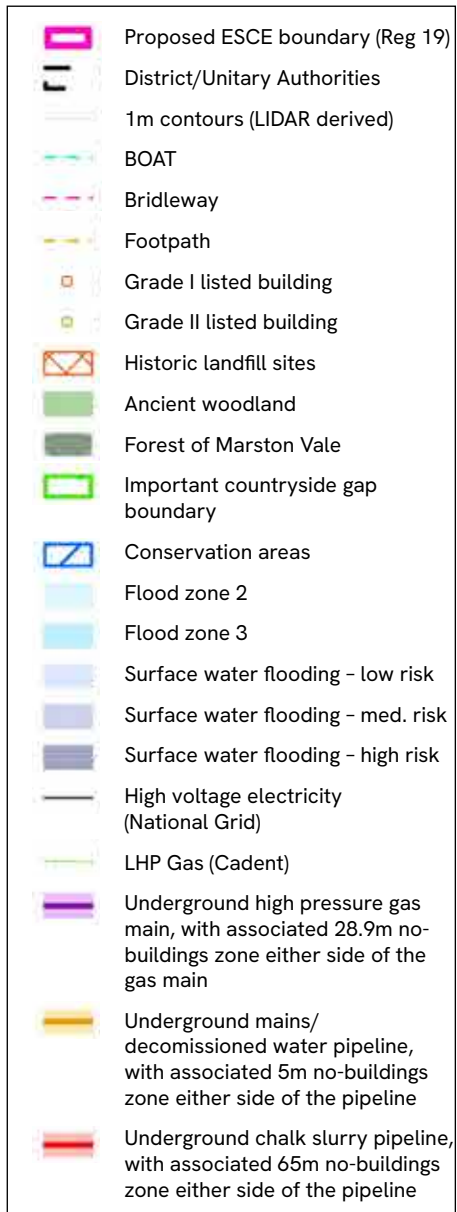 Proposed ESCE boundary (Reg 19)
District/Unitary Authorities
1m contours (LIDAR derived)
BOAT
Bridleway
Footpath
Grade I listed building
Grade II listed building
Historic landfill sites
Ancient woodland
Forest of Marston Vale
Important countryside gap
boundary
Conservation areas
Flood zone 2
Flood zone 3
Surface water flooding – low risk
Surface water flooding – med. risk
Surface water flooding – high risk
High voltage electricity
(National Grid)
LHP Gas (Cadent)
Underground high pressure gas
main, with associated 28.9m no-
buildings zone either side of the
gas main
Underground mains/
decomissioned water pipeline,
with associated 5m no-buildings
zone either side of the pipeline
Underground chalk slurry pipeline,
with associated 65m no-buildings
zone either side of the pipeline